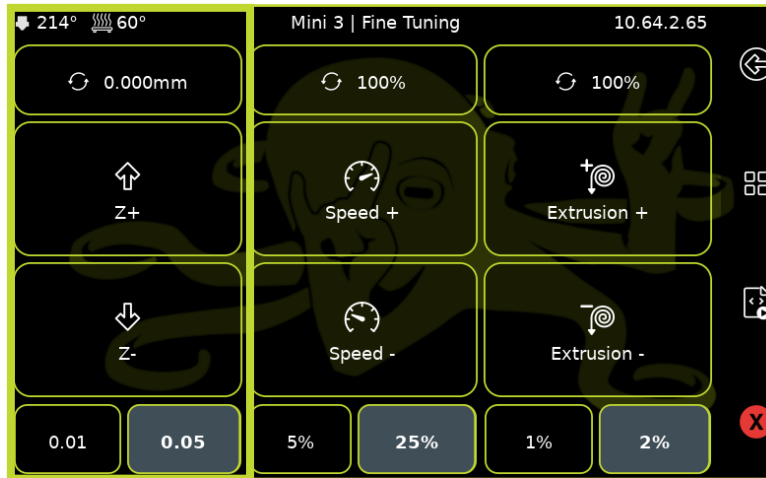 214° 60° Mini 3 | Fine Tuning 10.64.2.65
0.000mm 100% 100%
Z+ Speed + Extrusion +
Z- Speed - Extrusion -
0.01 0.05 5% 25% 1% 2%
X